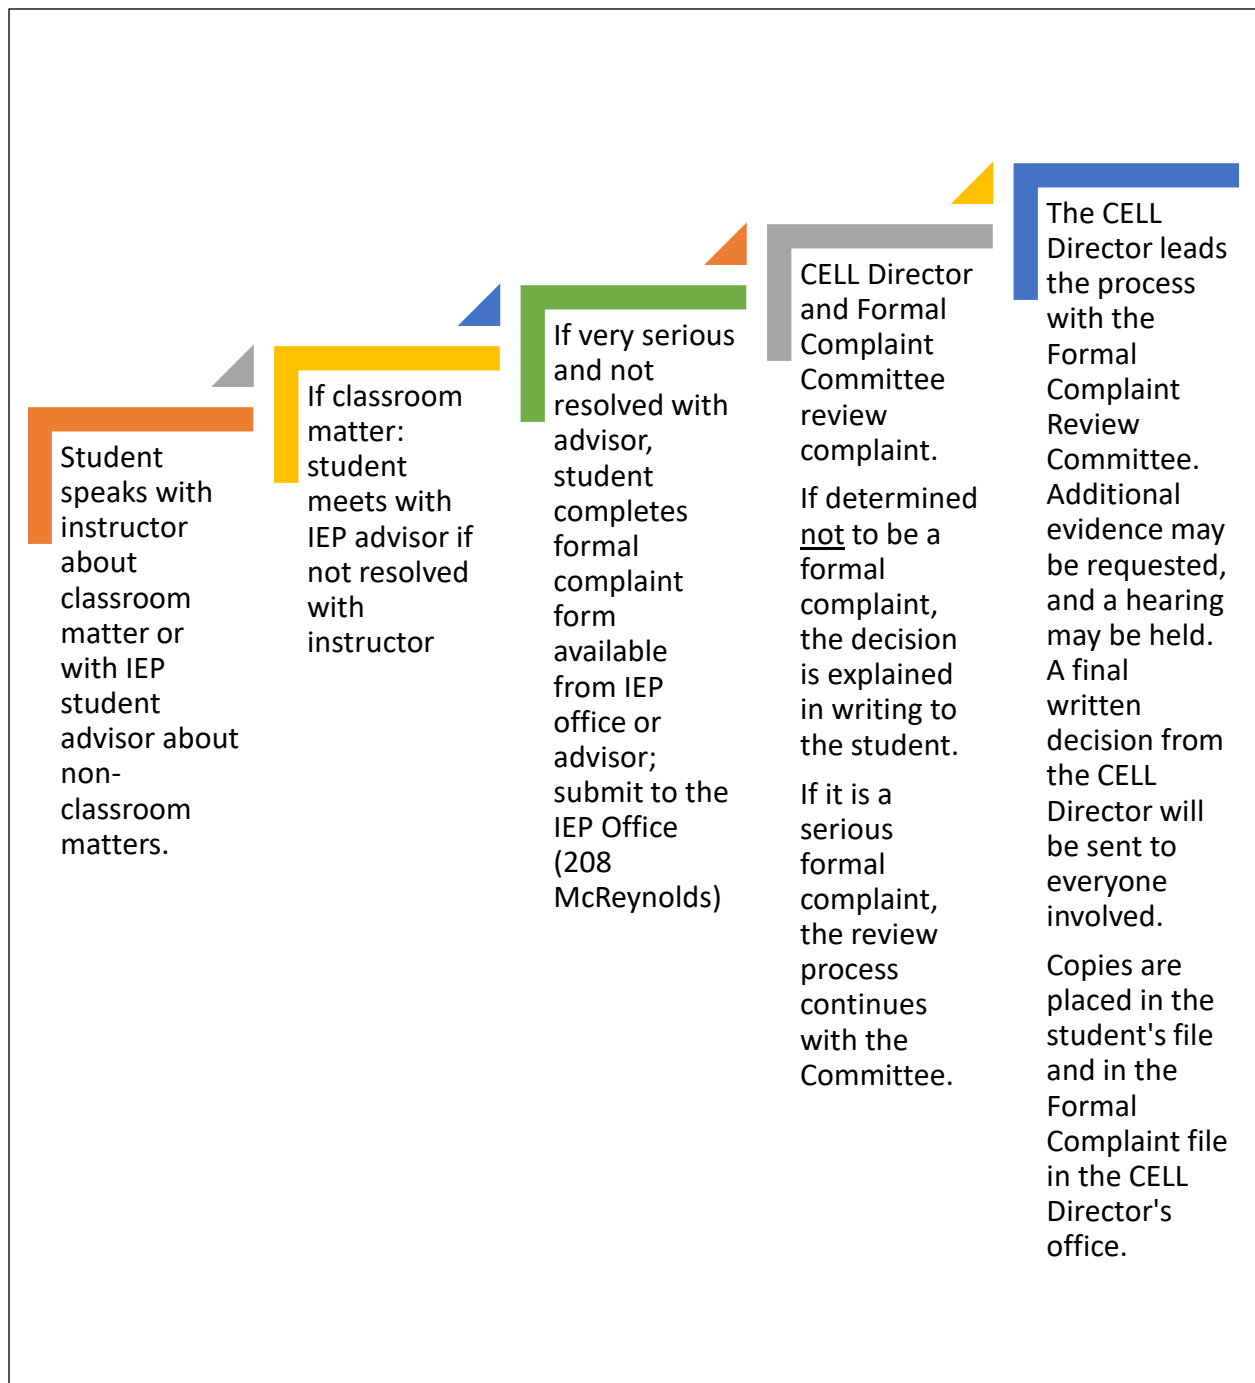 Student
speaks with
instructor
about
classroom
matter or
with IEP
student
advisor about
non-
classroom
matters.
If classroom
matter:
student
meets with
IEP advisor if
not resolved
with
instructor
If very serious
and not
resolved with
advisor,
student
completes
formal
complaint
form
available
from IEP
office or
advisor;
submit to the
IEP Office
(208
McReynolds)
CELL Director
and Formal
Complaint
Committee
review
complaint.
If determined
not to be a
formal
complaint,
the decision
is explained
in writing to
the student.
If it is a
serious
formal
complaint,
the review
process
continues
with the
Committee.
The CELL
Director leads
the process
with the
Formal
Complaint
Review
Committee.
Additional
evidence may
be requested,
and a hearing
may be held.
A final
written
decision from
the CELL
Director will
be sent to
everyone
involved.
Copies are
placed in the
student's file
and in the
Formal
Complaint file
in the CELL
Director's
office.